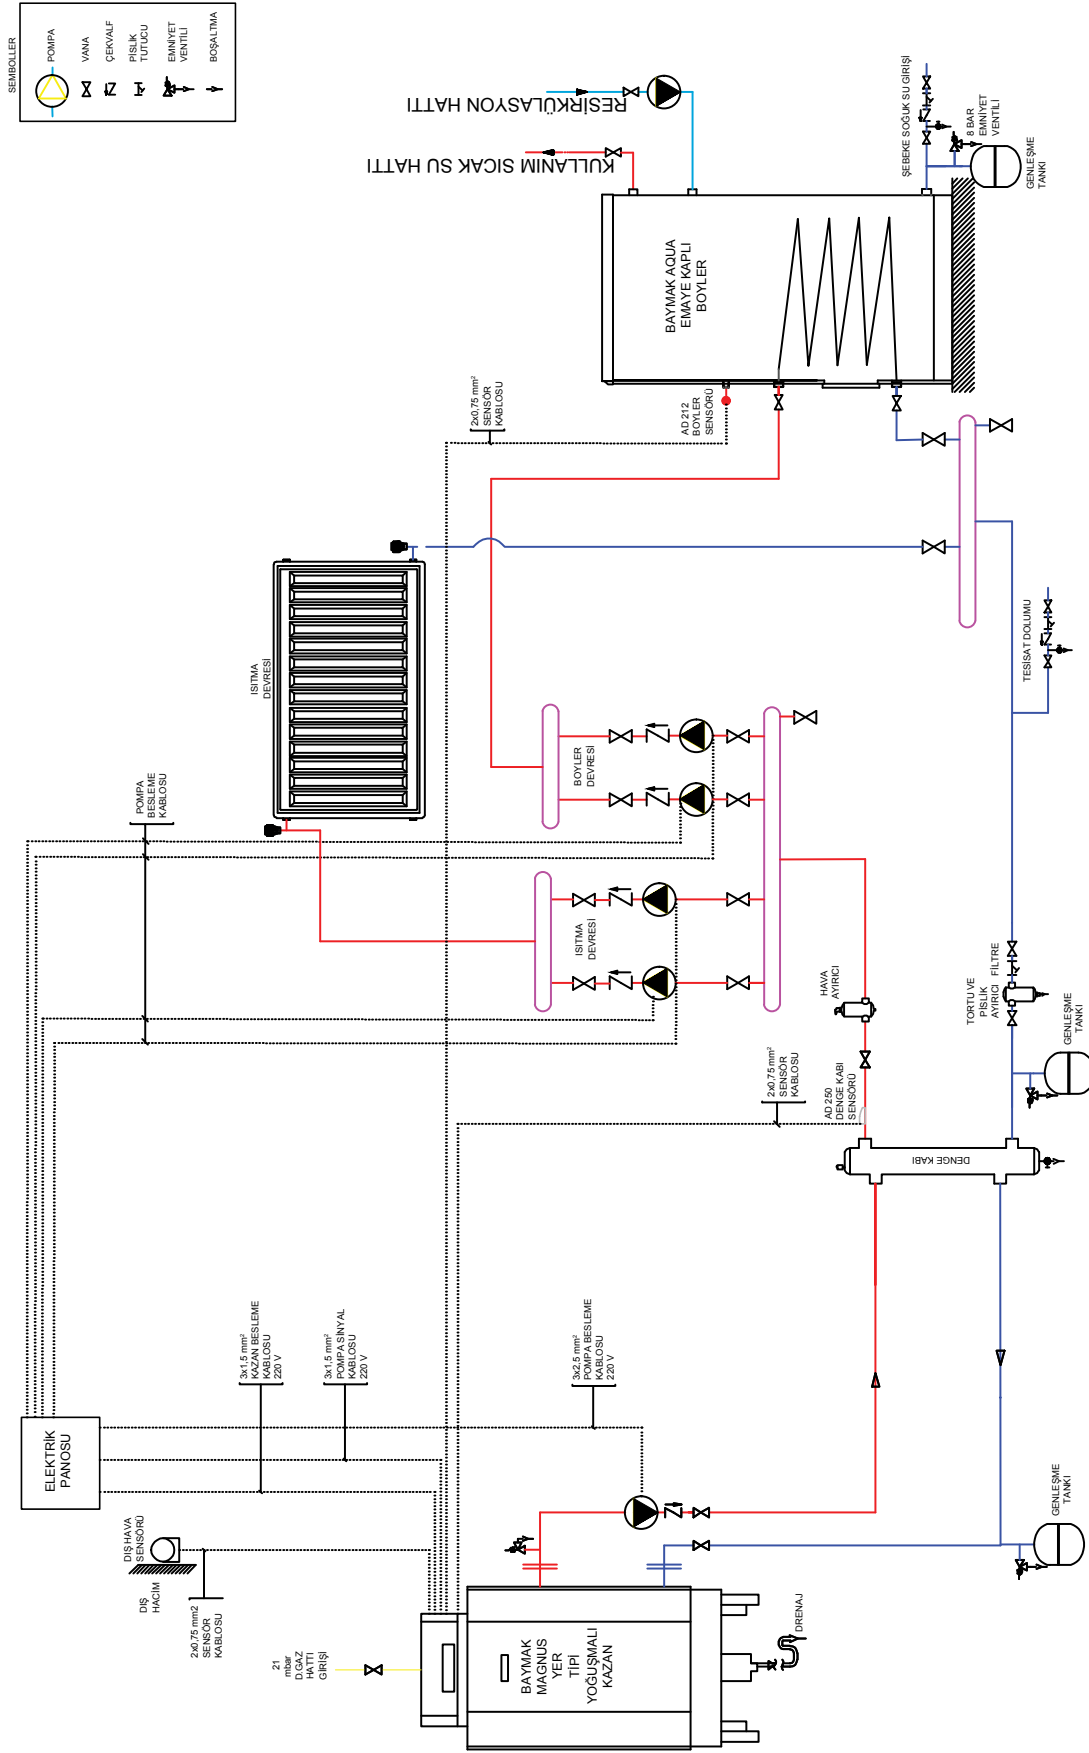 SEMBOLLER
POMPA
VANA
ÇEKVALF
PİSLİK
TUTUCU
EMNİYET
VENTİLİ
BOŞALTMA
RESİRKÜLASYON HATTI
KULLANIM SICAK SU HATTI
ŞEBEKE SOĞUK SU GİRİŞİ
8 BAR
EMNİYET
VENTİLİ
GENLEŞME
TANKI
BAYMAK AQUA
EMAYE KAPLI
BOYLER
2x0,75 mm²
SENSÖR
KABLOSU
AD 212
BOYLER
SENSÖRÜ
ISITMA
DEVRESİ
TESİSAT DOLUMU
POMPA
BESLEME
KABLOSU
BOYLER
DEVRESİ
ISITMA
DEVRESİ
HAVA
AYIRICI
TORTU VE
PİSLİK
AYIRICI
FİLTRE
GENLEŞME
TANKI
2x0,75 mm²
SENSÖR
KABLOSU
AD 250
DENGE KABI
SENSÖRÜ
DENGE KABI
ELEKTRİK
PANOSU
3x1,5 mm²
KAZAN BESLEME
KABLOSU
220 V
3x1,5 mm²
POMPA SİNYAL
KABLOSU
220 V
3x2,5 mm²
POMPA BESLEME
KABLOSU
220 V
DIŞ HAVA
SENSÖRÜ
DIŞ
HACİM
2x0,75 mm2
SENSÖR
KABLOSU
21
mbar
D.GAZ
HATTI
GİRİŞİ
BAYMAK
MAGNUS
YER
TİPİ
YOĞUŞMALI
KAZAN
DRENAJ
GENLEŞME
TANKI